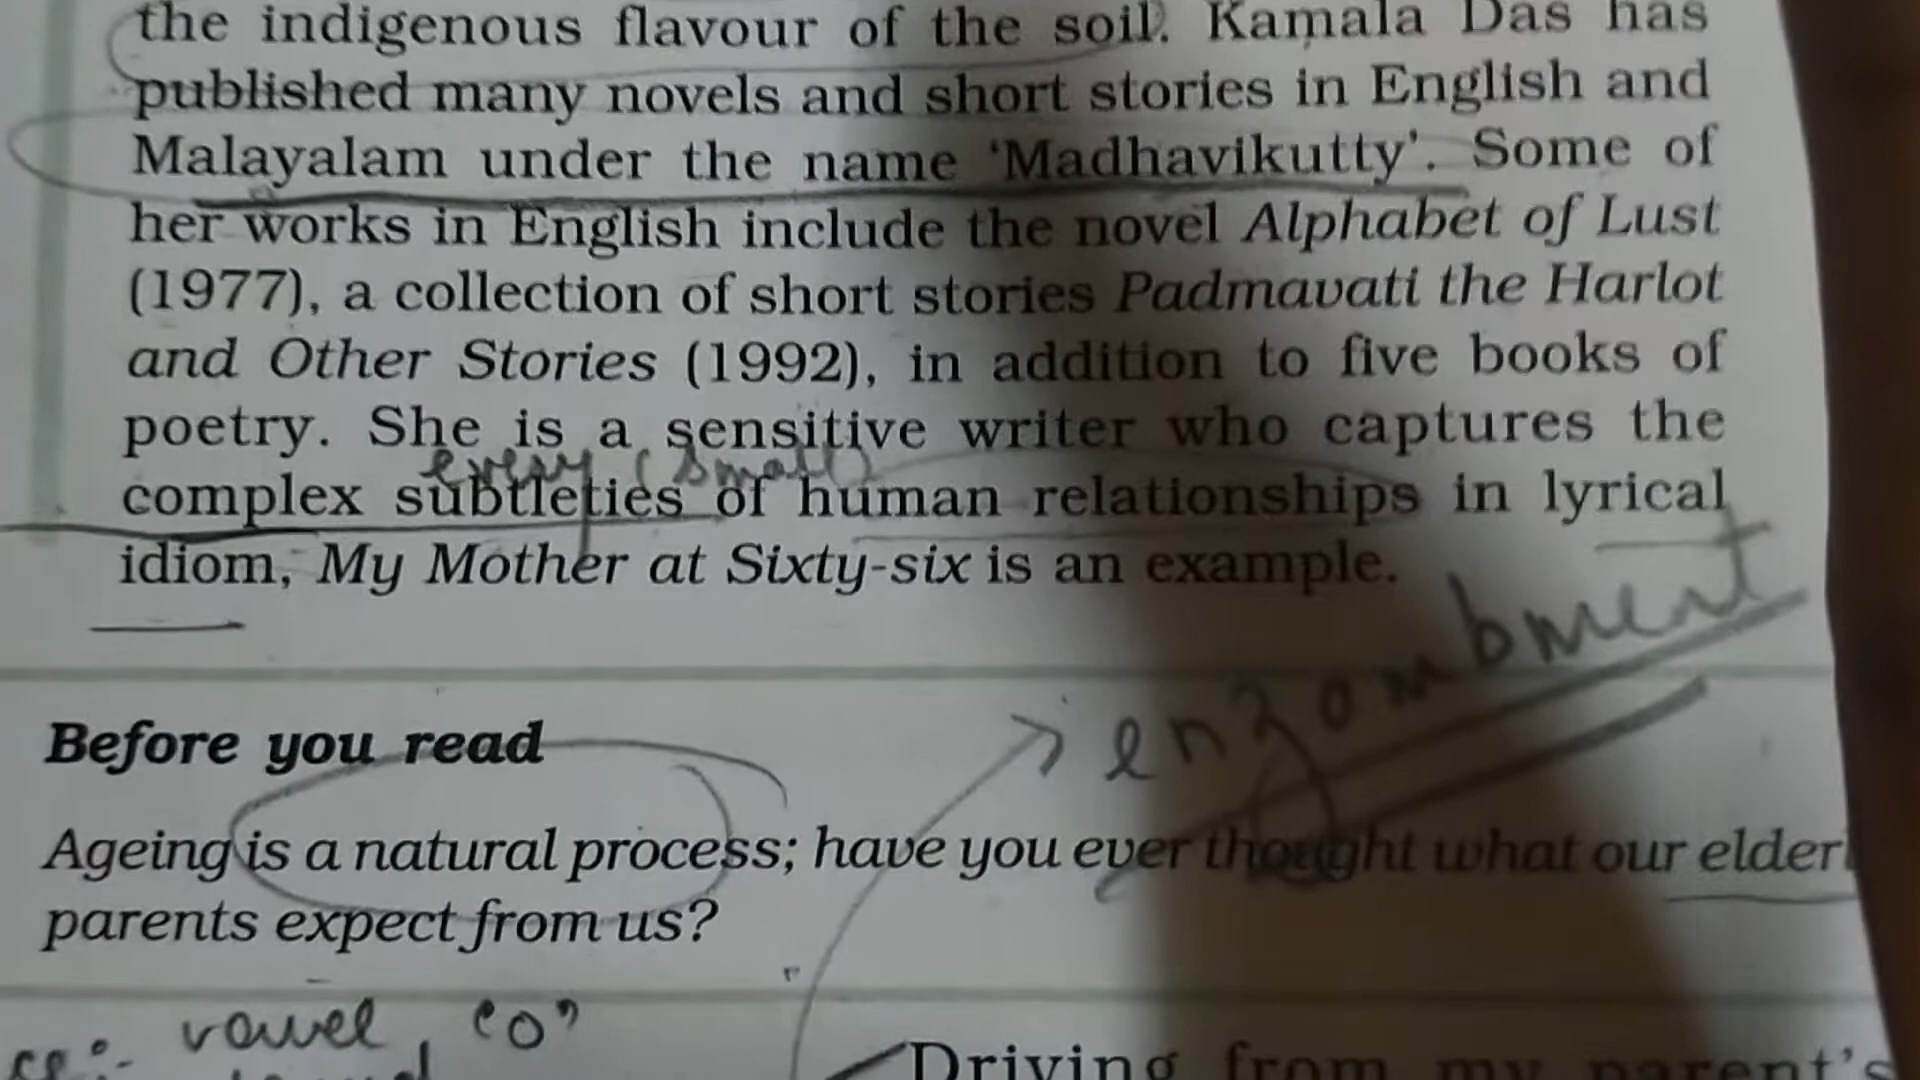 the indigenous flavour of the soil. Kamala Das has
published many novels and short stories in English and
Malayalam under the name ‘Madhavikutty’. Some of
her works in English include the novel Alphabet of Lust
(1977), a collection of short stories Padmavati the Harlot
and Other Stories (1992), in addition to five books of
poetry. She is a sensitive writer who captures the
every (small)
complex subtleties of human relationships in lyrical
idiom, My Mother at Sixty-six is an example.
enzombment
Before you read
Ageing is a natural process; have you ever thought what our
parents expect from us?
vowel “o”
Driving from my parent’s